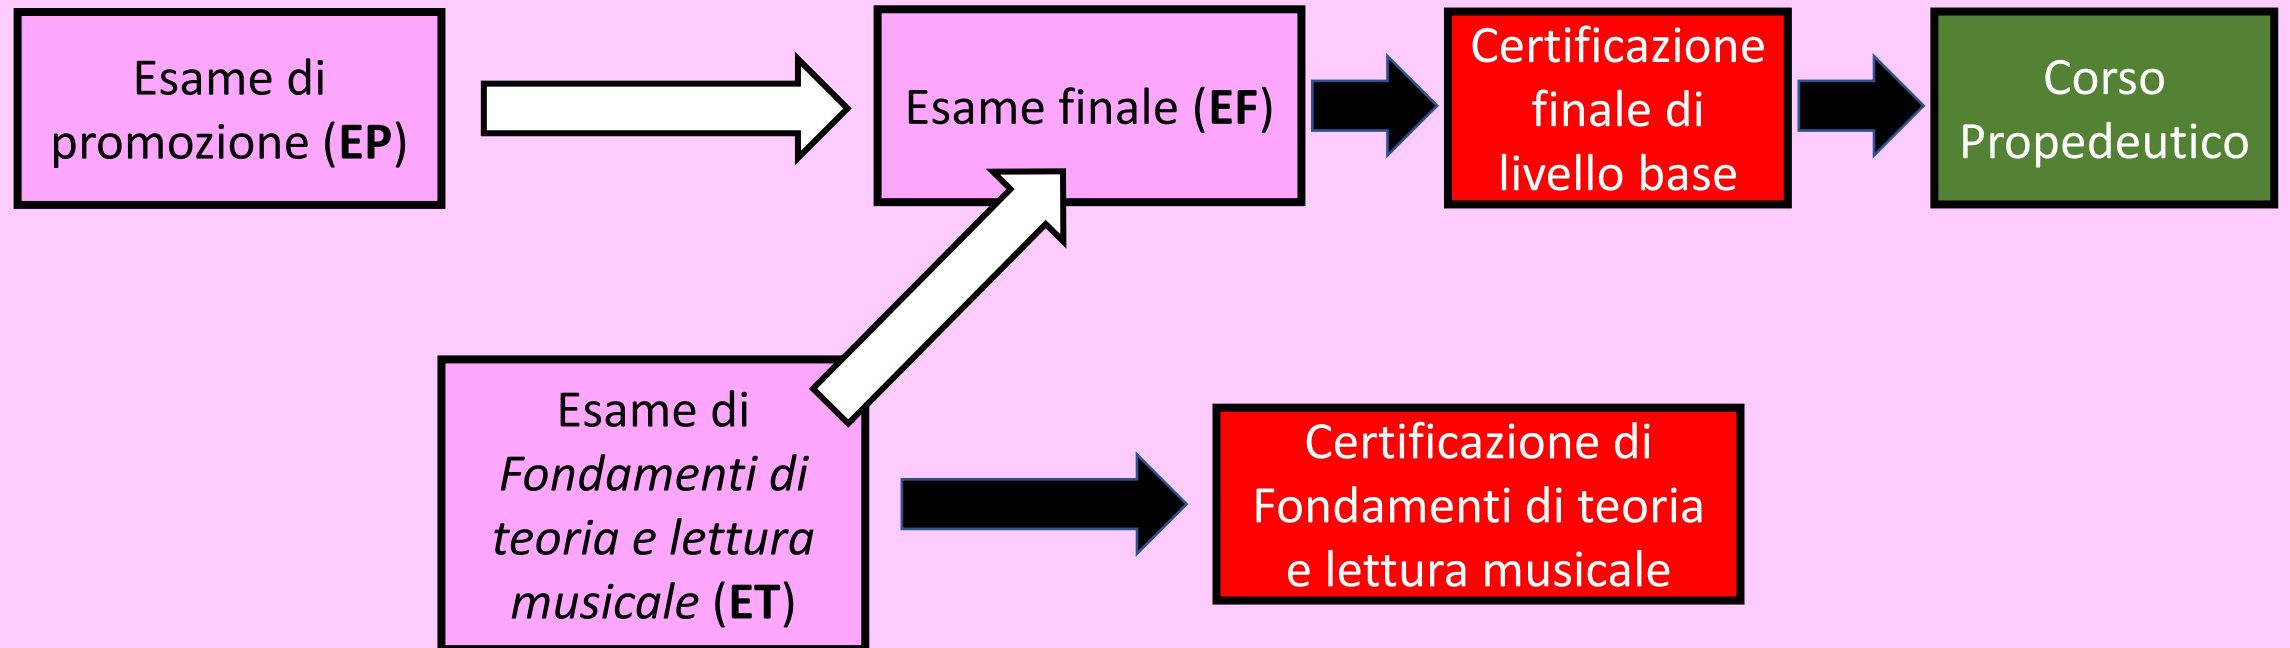 Esame di
promozione (EP)
Esame finale (EF)
Certificazione
finale di
livello base
Corso
Propedeutico
Esame di
Fondamenti di
teoria e lettura
musicale (ET)
Certificazione di
Fondamenti di teoria
e lettura musicale